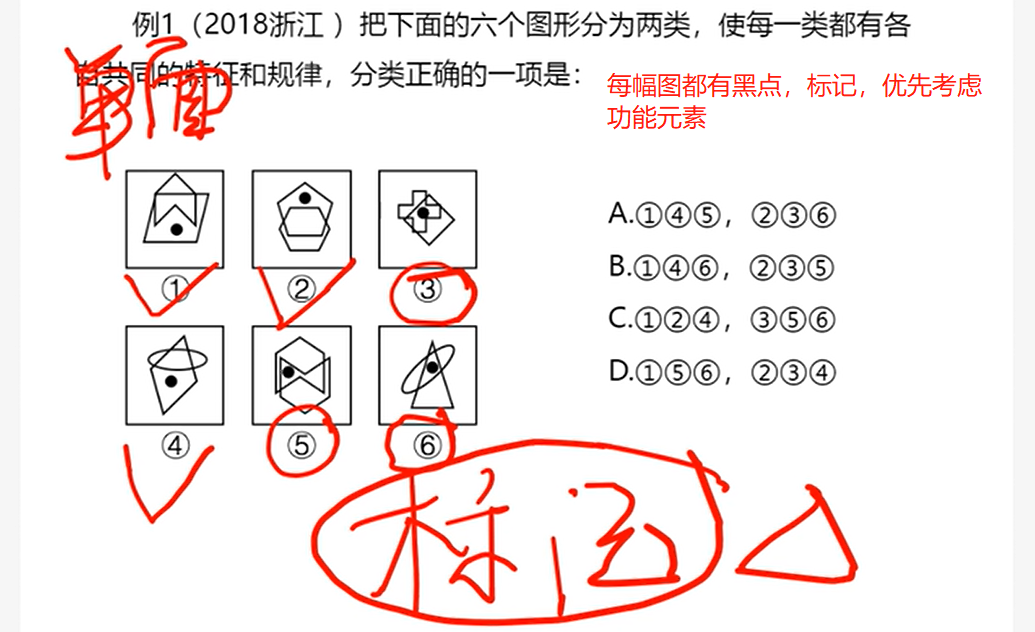 例1（2018浙江 ）把下面的六个图形分为两类，使每一类都有各
自共同的特征和规律，分类正确的一项是：
每幅图都有黑点，标记，优先考虑
功能元素
① ② ③
④ ⑤ ⑥
A.①④⑤，②③⑥
B.①④⑥，②③⑤
C.①②④，③⑤⑥
D.①⑤⑥，②③④
标